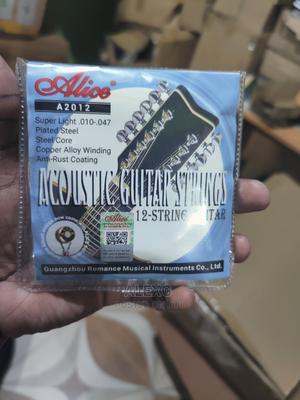 Alice
A2012
Super Light .010-.047
Plated Steel
Steel Core
Copper Alloy Winding
Anti-Rust Coating
ACOUSTIC GUITAR STRINGS
12-STRING GUITAR
Alice
Guangzhou Romance Musical Instruments Co., Ltd.
ALEXO